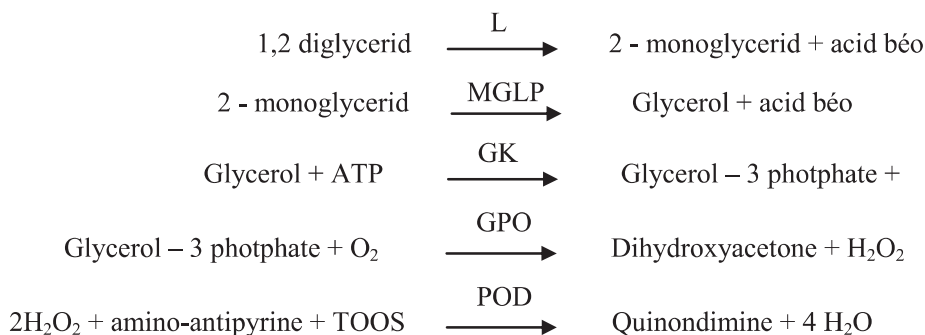 L
1,2 diglycerid 2 - monoglycerid + acid béo
MGLP
2 - monoglycerid Glycerol + acid béo
GK
Glycerol + ATP Glycerol – 3 photphate +
GPO
Glycerol – 3 photphate + O₂ Dihydroxyacetone + H₂O₂
POD
2H₂O₂ + amino-antipyrine + TOOS Quinondimine + 4 H₂O